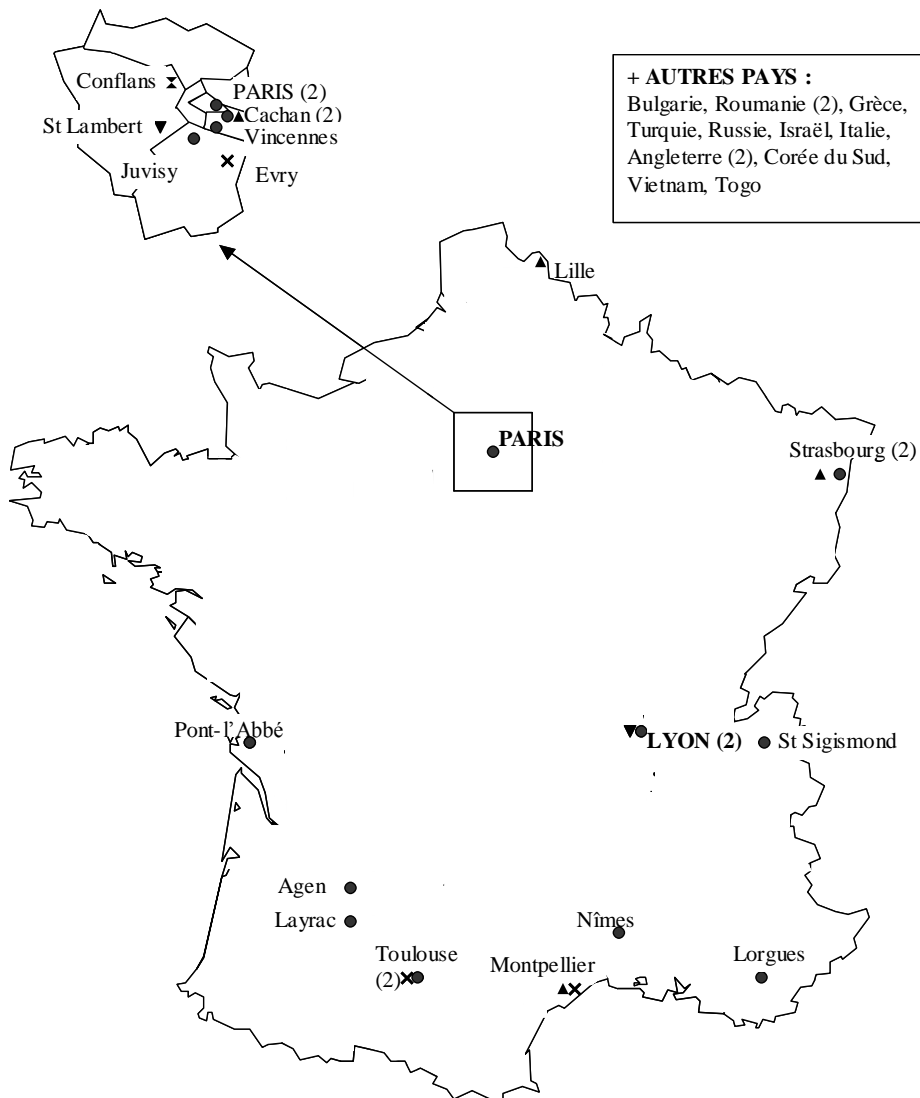 + AUTRES PAYS :
Bulgarie, Roumanie (2), Grèce,
Turquie, Russie, Israël, Italie,
Angleterre (2), Corée du Sud,
Vietnam, Togo
Conflans
PARIS (2)
Cachan (2)
St Lambert
Vincennes
Juvisy
Evry
Lille
PARIS
Strasbourg (2)
Pont-l'Abbé
LYON (2)
St Sigismond
Agen
Layrac
Nîmes
Toulouse
(2)
Montpellier
Lorgues